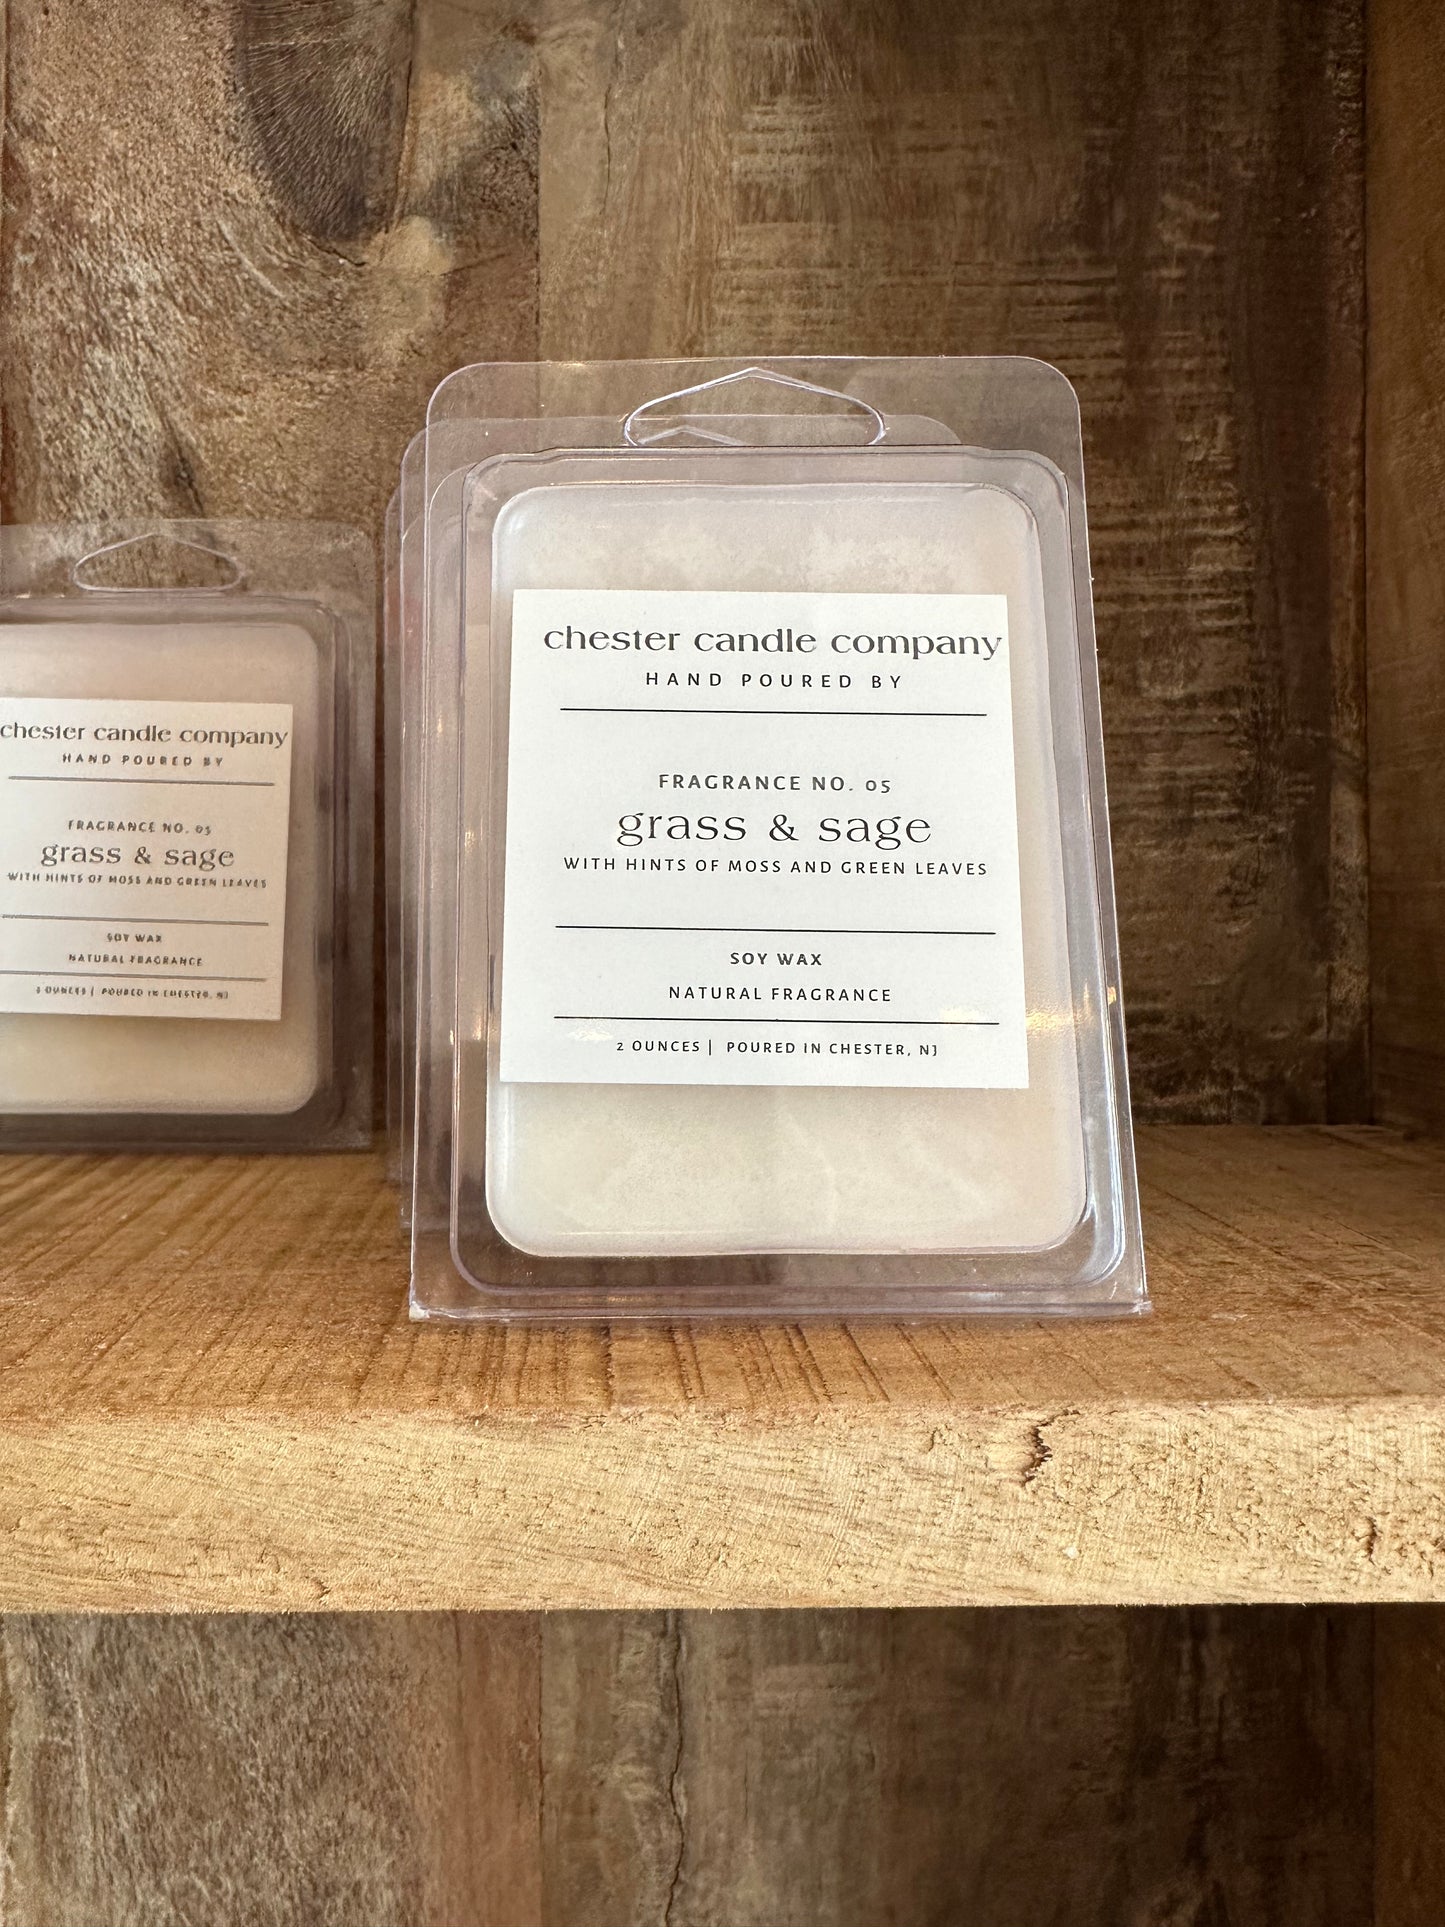 chester candle company
HAND POURED BY
FRAGRANCE NO. 05
grass & sage
WITH HINTS OF MOSS AND GREEN LEAVES
SOY WAX
NATURAL FRAGRANCE
2 OUNCES | POURED IN CHESTER, NJ
chester candle company
HAND POURED BY
FRAGRANCE NO. 05
grass & sage
WITH HINTS OF MOSS AND GREEN LEAVES
SOY WAX
NATURAL FRAGRANCE
2 OUNCES | POURED IN CHESTER, NJ